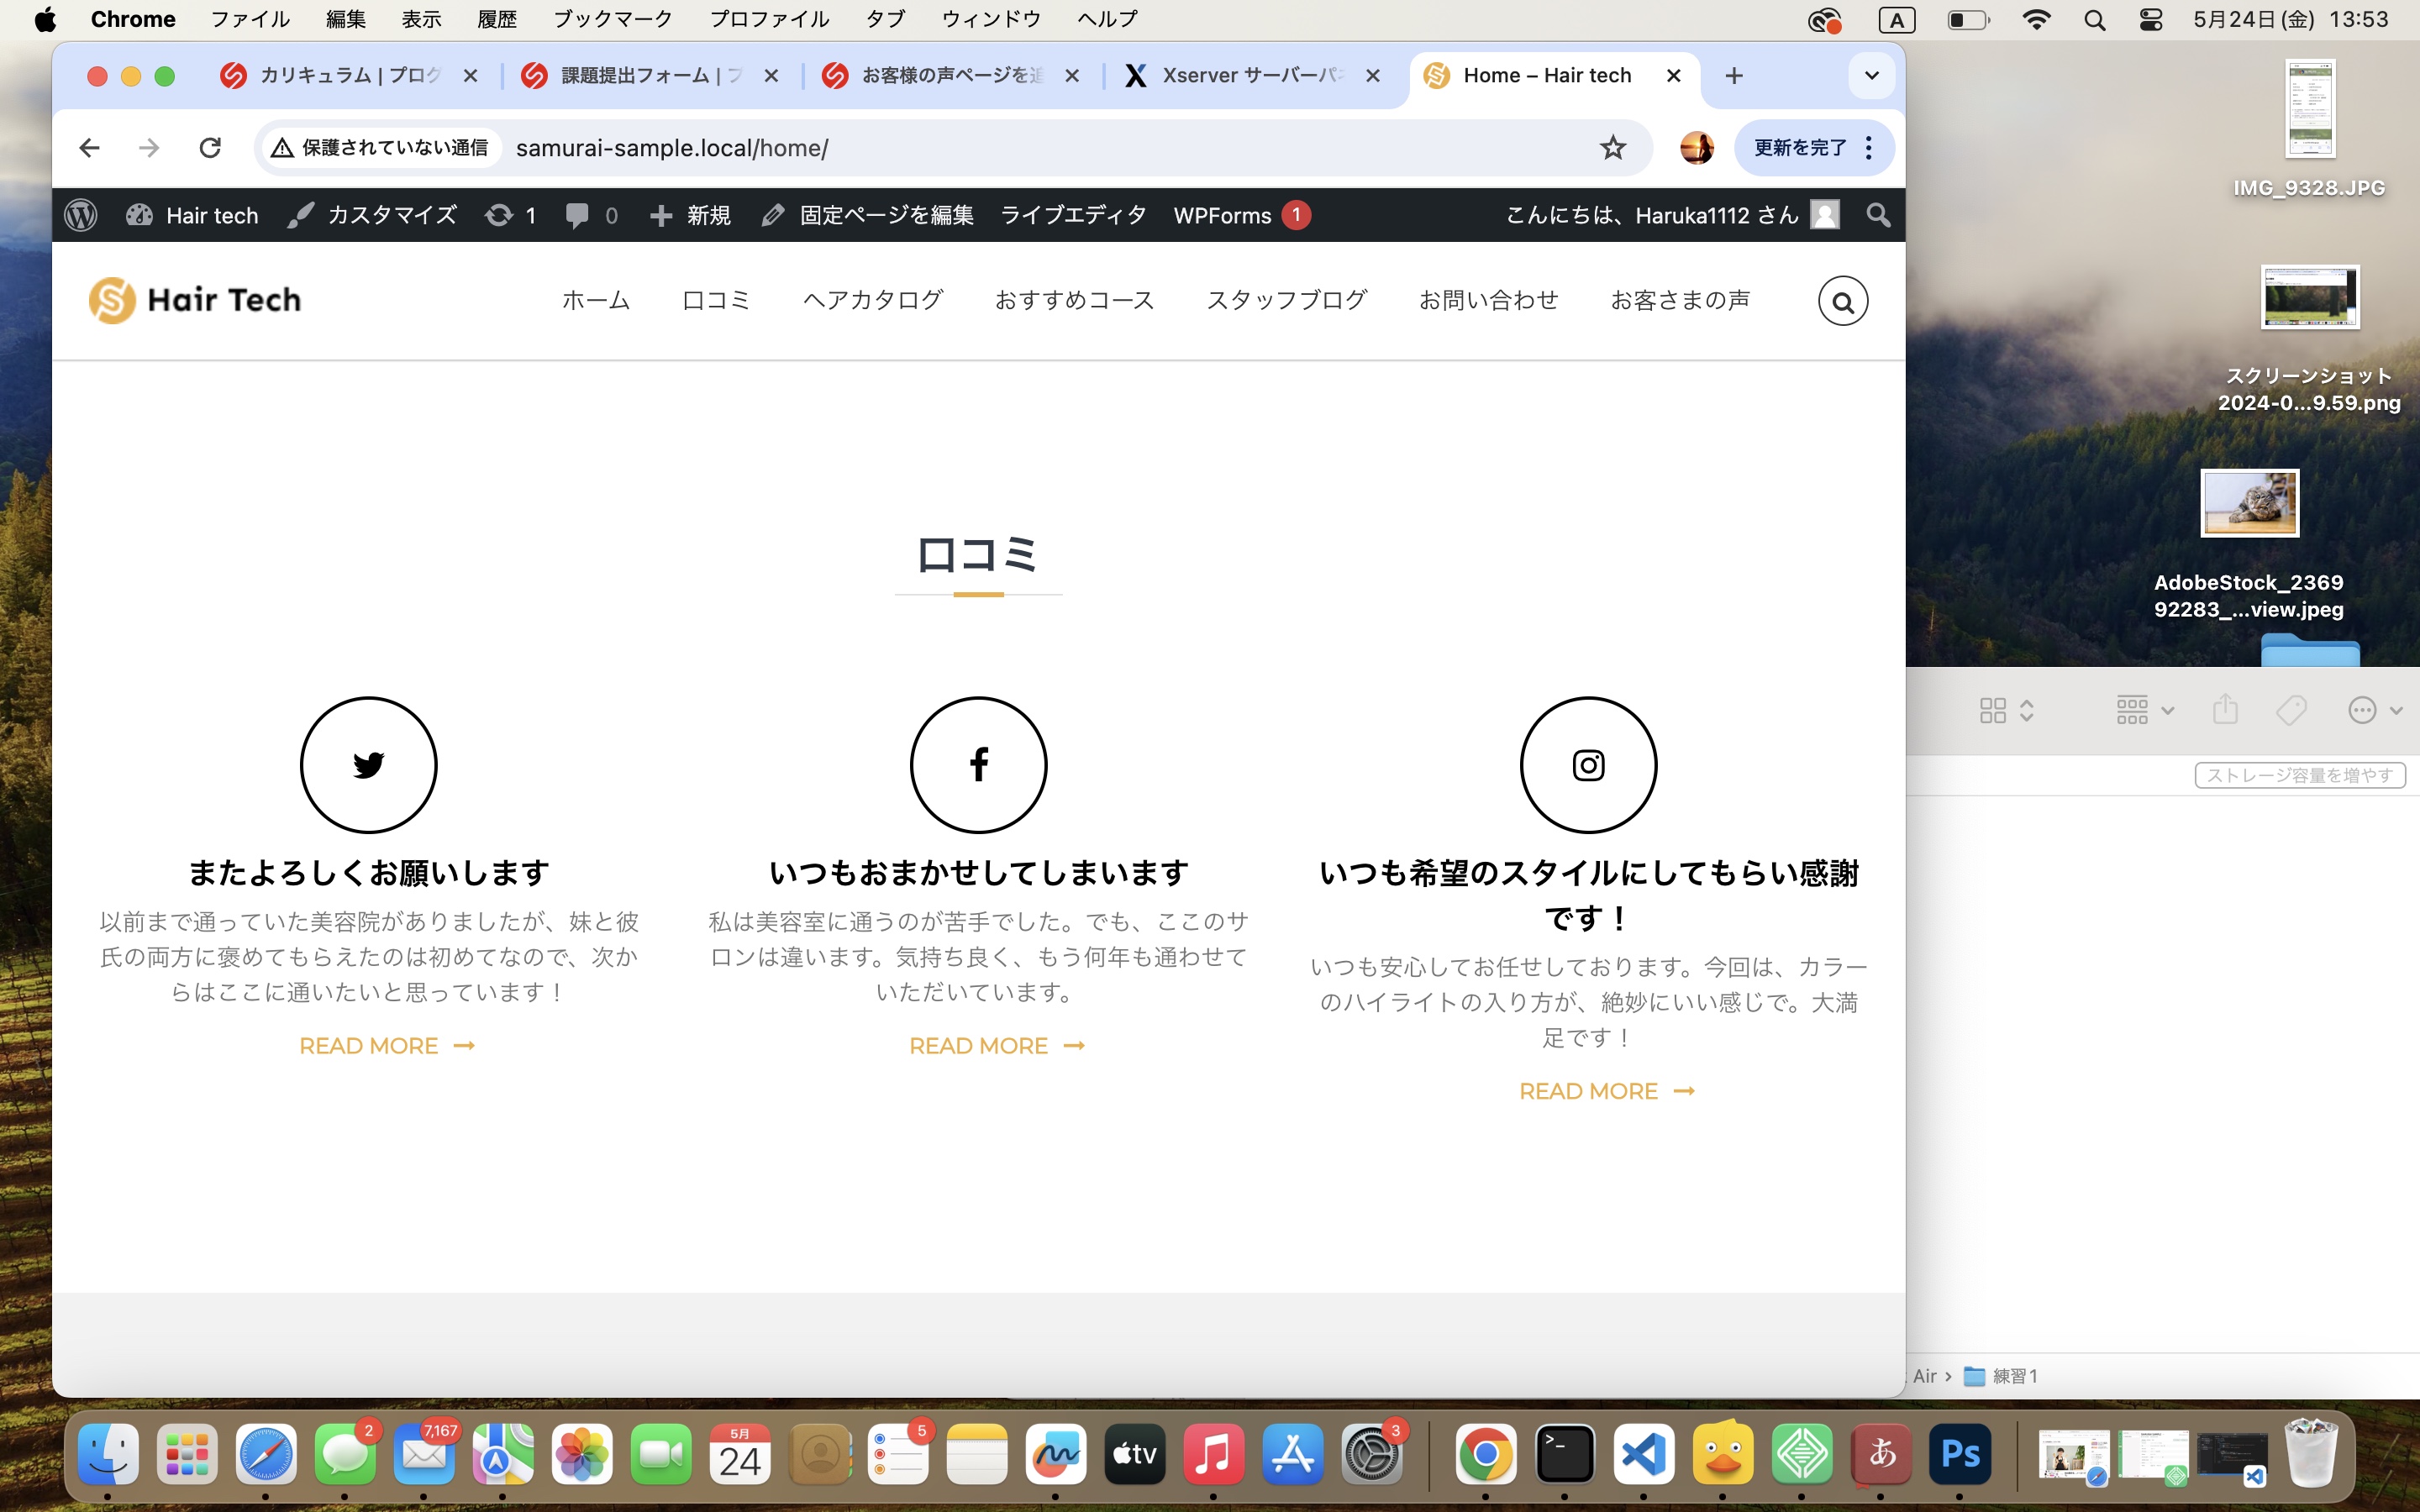 Chrome ファイル 編集 表示 履歴 ブックマーク プロファイル タブ ウィンドウ ヘルプ A 5月24日(金) 13:53
カリキュラム | プログ 課題提出フォーム | お客様の声ページを Xserver サーバーパ Home – Hair tech
保護されていない通信 samurai-sample.local/home/ 更新を完了
Hair tech カスタマイズ 1 0 新規 固定ページを編集 ライブエディタ WPForms 1 こんにちは、Haruka1112 さん
Hair Tech ホーム 口コミ ヘアカタログ おすすめコース スタッフブログ お問い合わせ お客さまの声
口コミ
またよろしくお願いします
以前まで通っていた美容院がありましたが、妹と彼
氏の両方に褒めてもらえたのは初めてなので、次か
らはここに通いたいと思っています！
READ MORE
いつもおまかせしてしまいます
私は美容室に通うのが苦手でした。でも、ここのサ
ロンは違います。気持ち良く、もう何年も通わせて
いただいています。
READ MORE
いつも希望のスタイルにしてもらい感謝
です！
いつも安心してお任せしております。今回は、カラー
のハイライトの入り方が、絶妙にいい感じで。大満
足です！
READ MORE
IMG_9328.JPG
スクリーンショット
2024-0...9.59.png
AdobeStock_2369
92283_...view.jpeg
ストレージ容量を増やす
Air › 練習1
2 7,167 5月 24 5 tv 3 >_ あ Ps